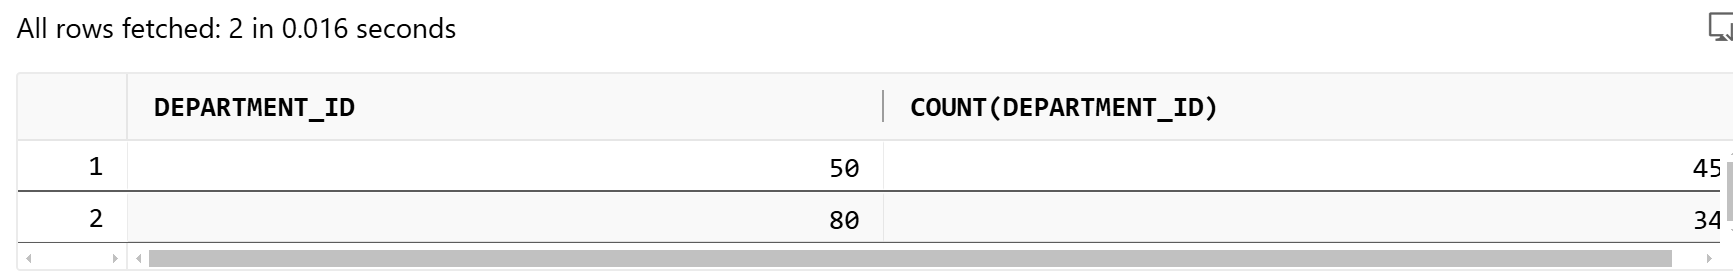 All rows fetched: 2 in 0.016 seconds
DEPARTMENT_ID COUNT(DEPARTMENT_ID)
1 50 45
2 80 34